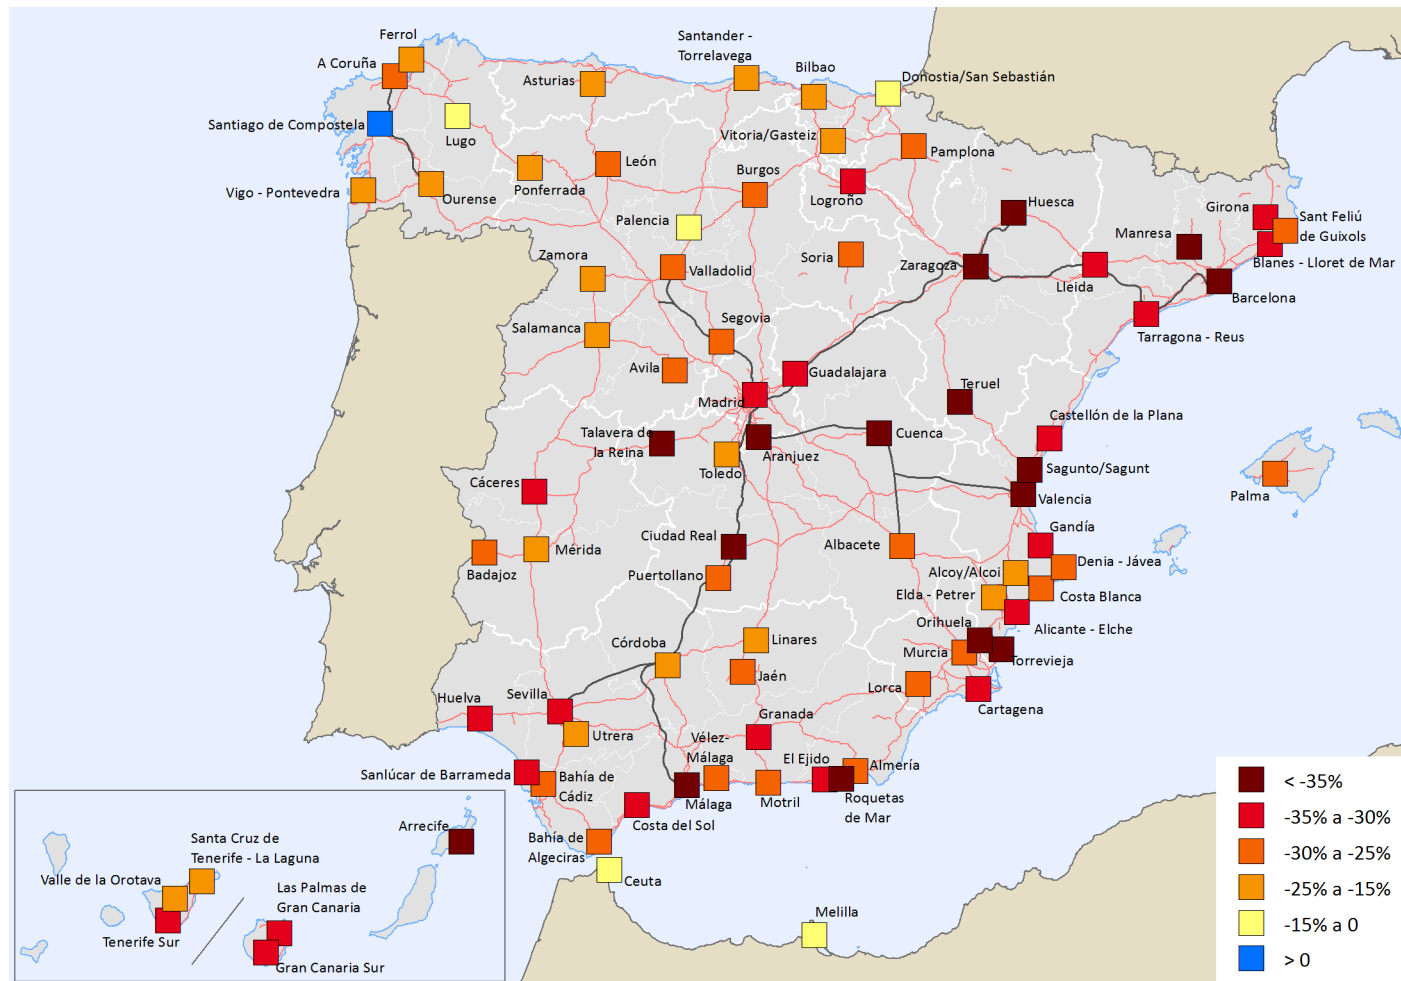 Ferrol
Santander -
Torrelavega
A Coruña
Asturias
Bilbao
Donostia/San Sebastián
Santiago de Compostela
Lugo
Vitoria/Gasteiz
Pamplona
León
Burgos
Ponferrada
Vigo - Pontevedra
Ourense
Logroño
Huesca
Girona
Sant Feliú
de Guixols
Palencia
Manresa
Zamora
Valladolid
Soria
Zaragoza
Lleida
Blanes - Lloret de Mar
Barcelona
Salamanca
Segovia
Tarragona - Reus
Avila
Guadalajara
Teruel
Madrid
Castellón de la Plana
Talavera de
la Reina
Aranjuez
Cuenca
Toledo
Sagunto/Sagunt
Cáceres
Valencia
Palma
Gandía
Ciudad Real
Albacete
Mérida
Badajoz
Denia - Jávea
Puertollano
Alcoy/Alcoi
Elda - Petrer
Costa Blanca
Orihuela
Alicante - Elche
Linares
Córdoba
Murcia
Torrevieja
Jaén
Lorca
Cartagena
Huelva
Sevilla
Granada
Utrera
Vélez-
Málaga
El Ejido
Almería
Sanlúcar de Barrameda
Bahía de
Cádiz
Málaga
Motril
Roquetas
de Mar
Costa del Sol
Bahía de
Algeciras
Ceuta
Melilla
Arrecife
Santa Cruz de
Tenerife - La Laguna
Valle de la Orotava
Las Palmas de
Gran Canaria
Tenerife Sur
Gran Canaria Sur
< -35%
-35% a -30%
-30% a -25%
-25% a -15%
-15% a 0
> 0